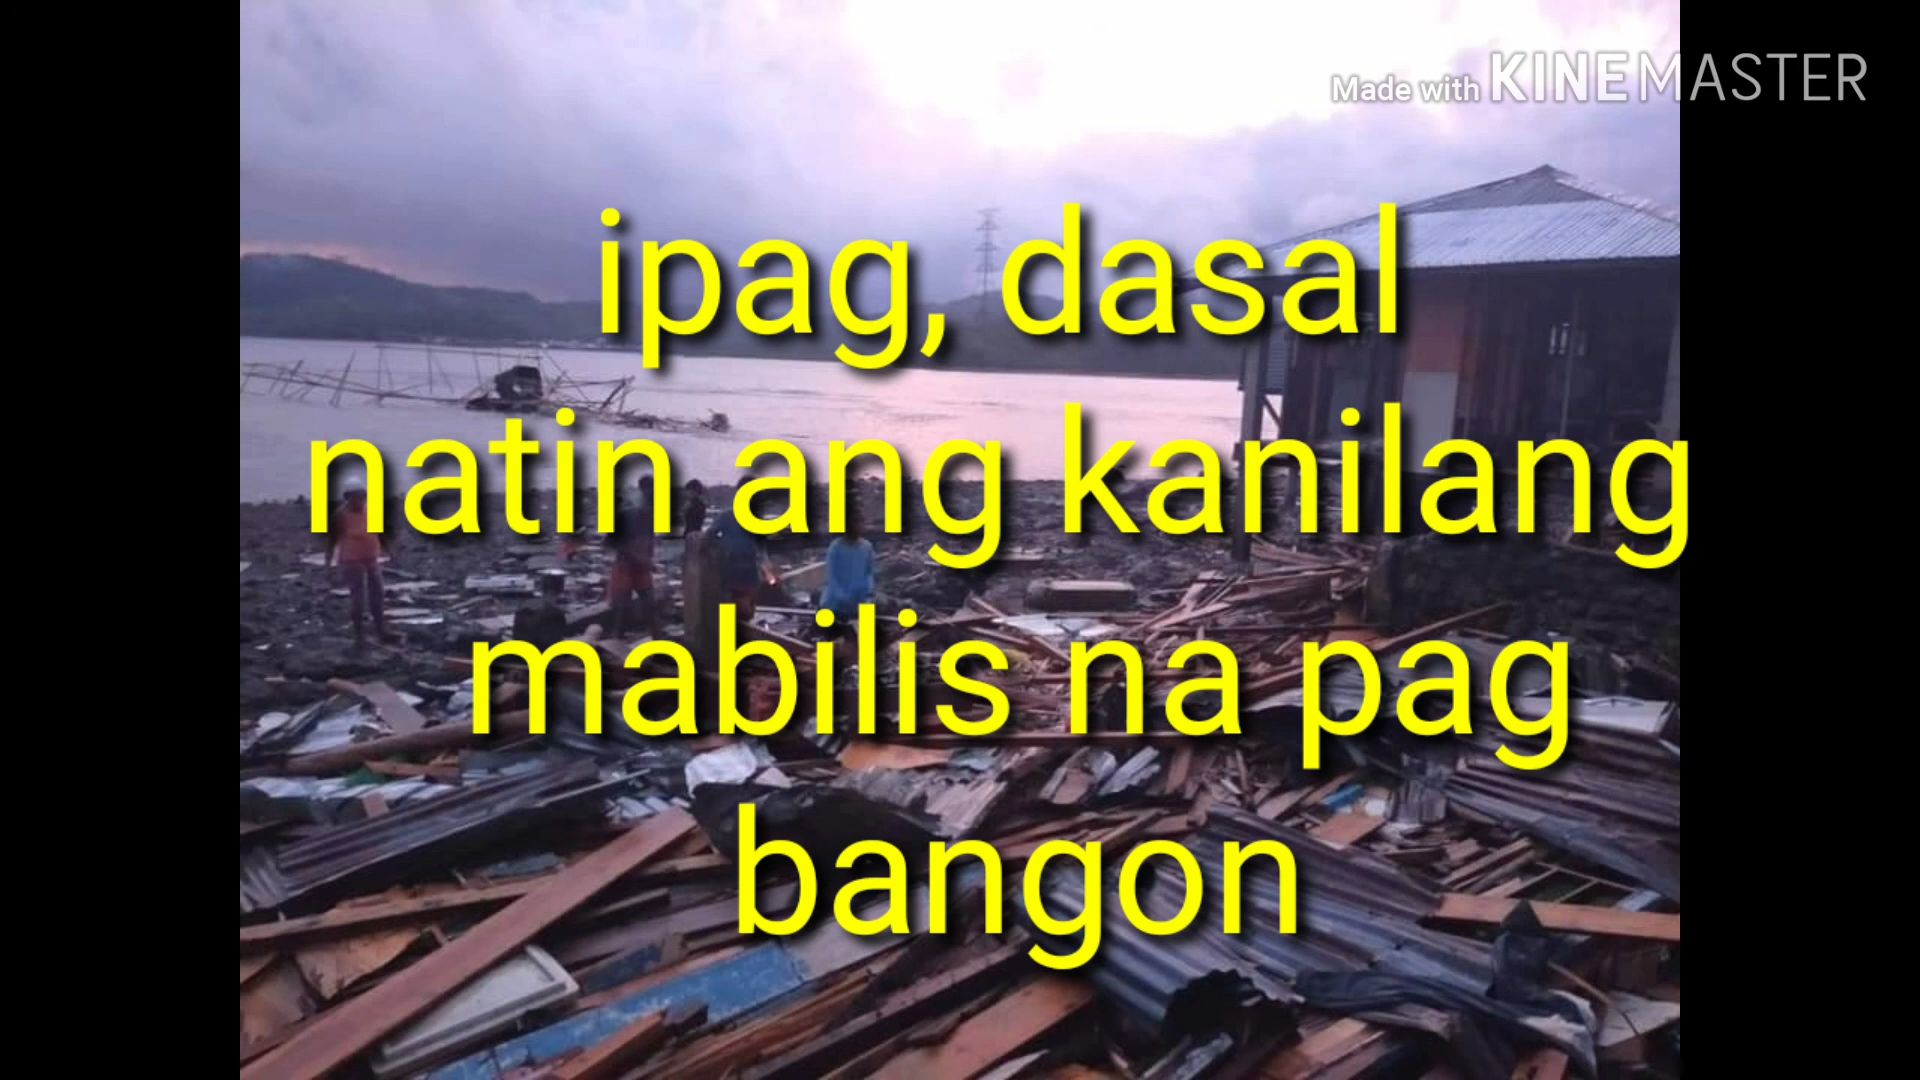 Made with KINEMASTER
ipag, dasal
natin ang kanilang
mabilis na pag
bangon